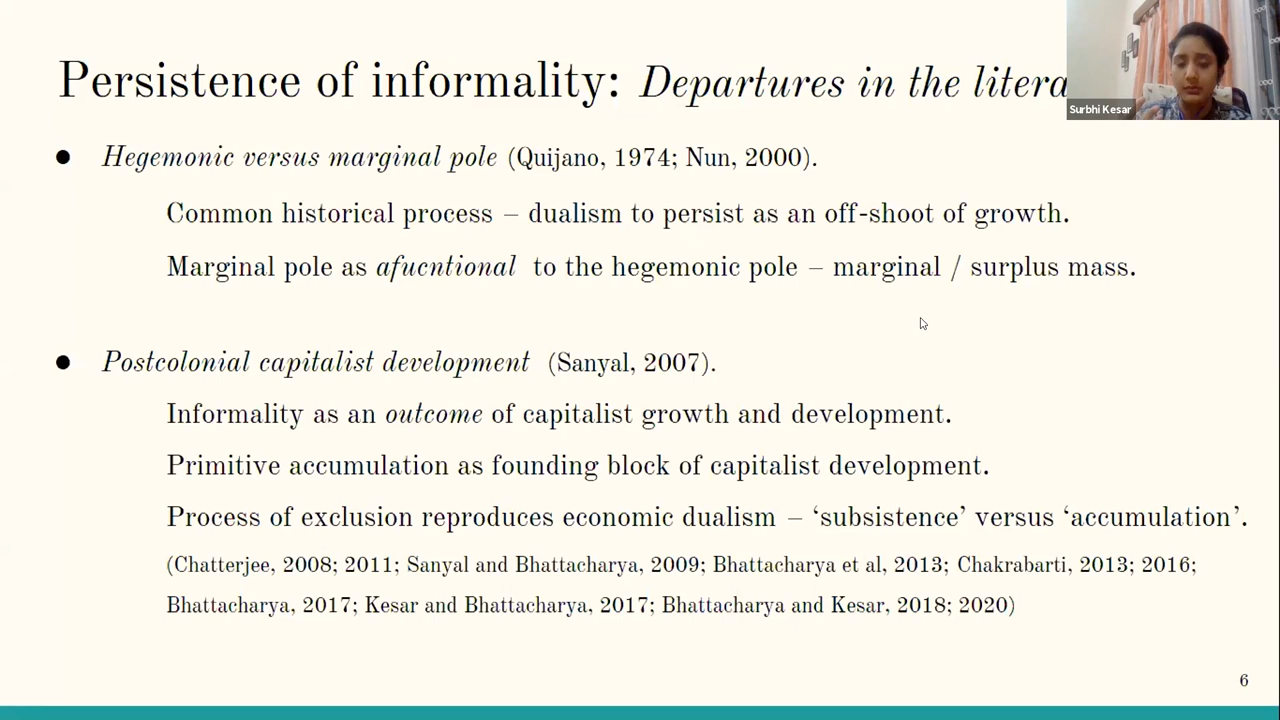 Persistence of informality: Departures in the litera
Surbhi Kesar
● Hegemonic versus marginal pole (Quijano, 1974; Nun, 2000).
Common historical process – dualism to persist as an off-shoot of growth.
Marginal pole as afucntional to the hegemonic pole – marginal / surplus mass.
● Postcolonial capitalist development (Sanyal, 2007).
Informality as an outcome of capitalist growth and development.
Primitive accumulation as founding block of capitalist development.
Process of exclusion reproduces economic dualism – ‘subsistence’ versus ‘accumulation’.
(Chatterjee, 2008; 2011; Sanyal and Bhattacharya, 2009; Bhattacharya et al, 2013; Chakrabarti, 2013; 2016;
Bhattacharya, 2017; Kesar and Bhattacharya, 2017; Bhattacharya and Kesar, 2018; 2020)
6